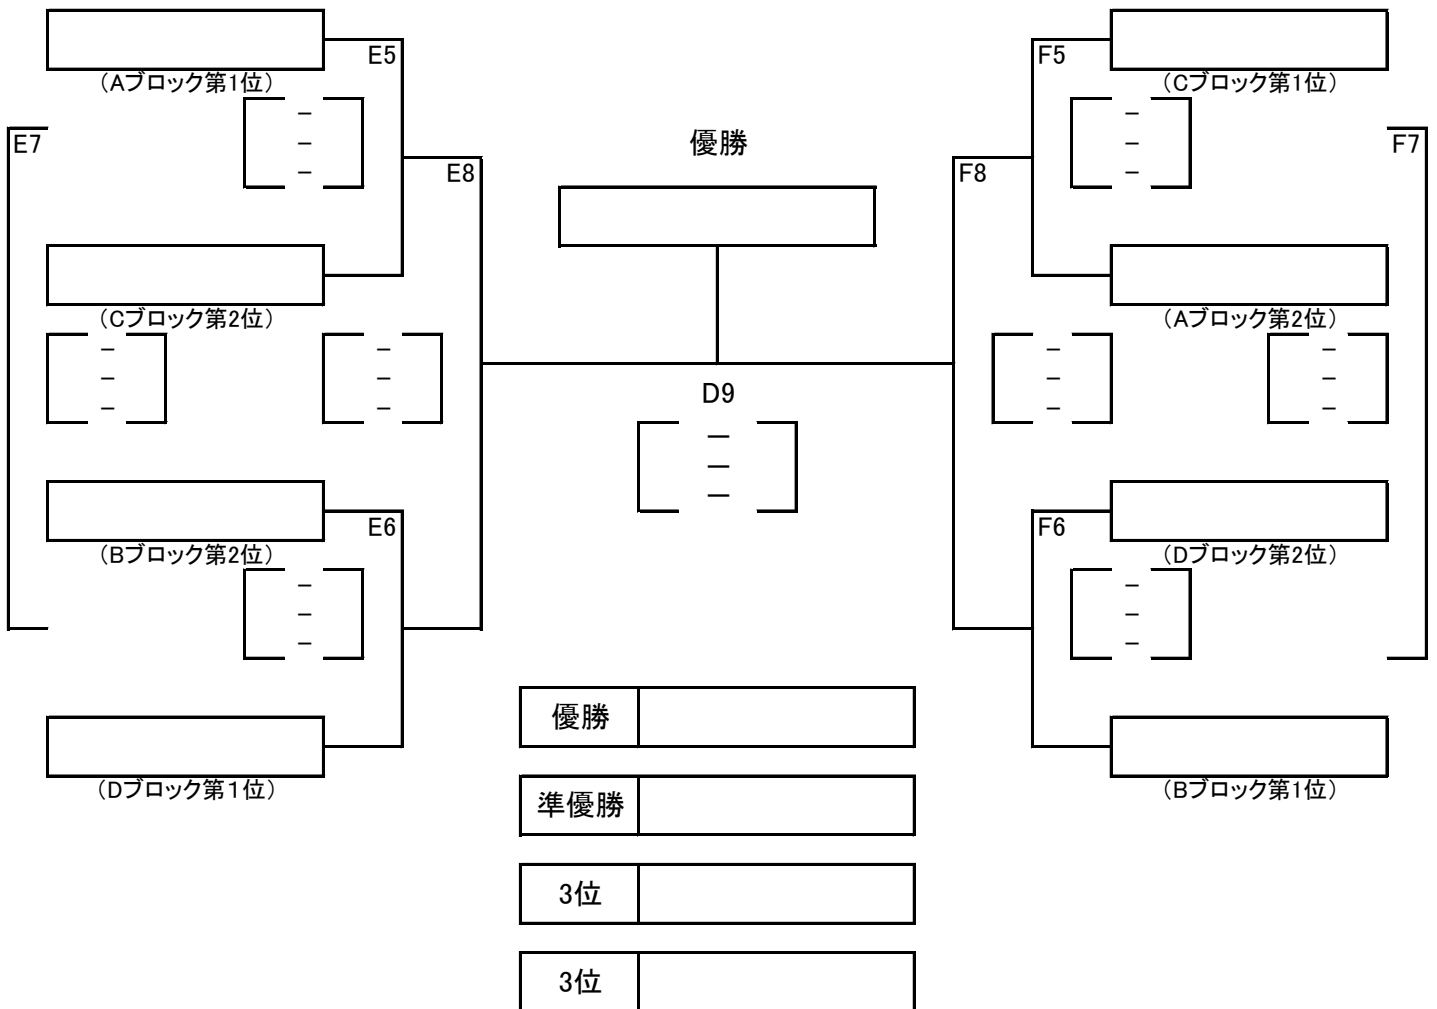 E5
F5
（Aブロック第1位）
（Cブロック第1位）
E7
－
－
－
優勝
－
－
－
F7
E8
F8
（Cブロック第2位）
（Aブロック第2位）
－
－
－
－
－
－
D9
－
－
－
－
－
－
－
－
－
E6
F6
（Bブロック第2位）
（Dブロック第2位）
－
－
－
－
－
－
優勝
（Dブロック第１位）
（Bブロック第1位）
準優勝
3位
3位